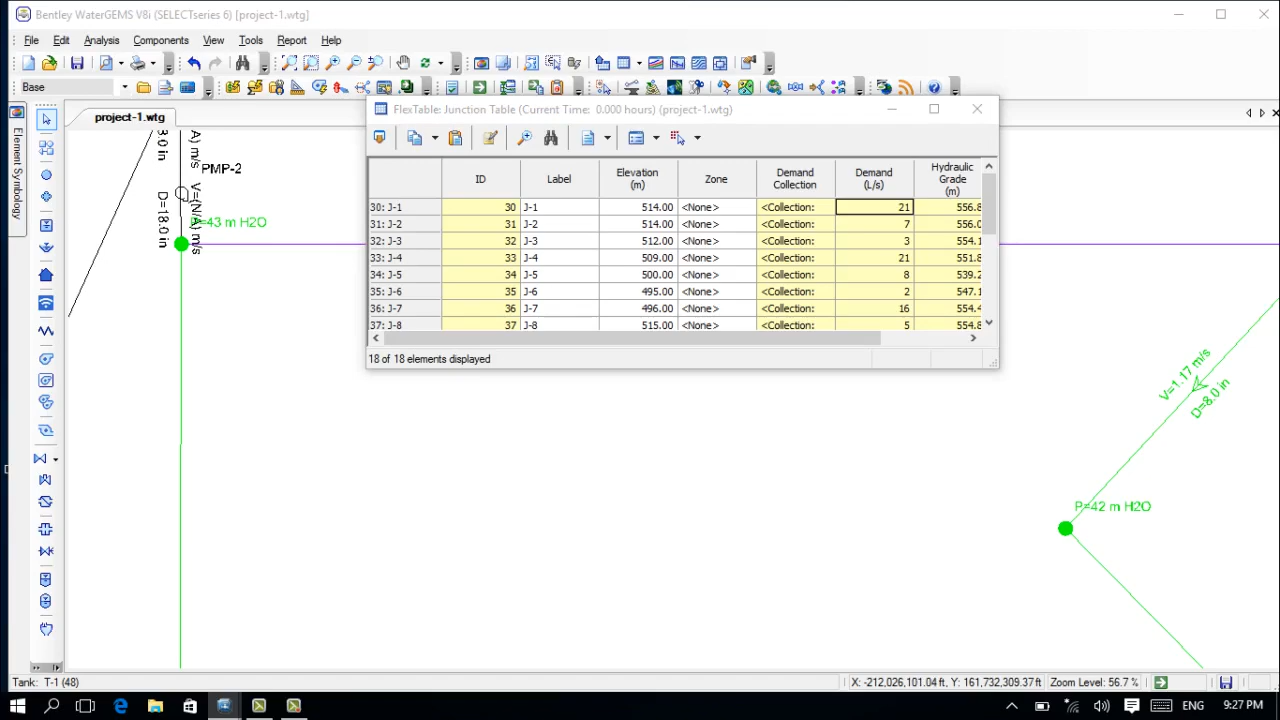 Bentley WaterGEMS V8i (SELECTseries 6) [project-1.wtg]
File Edit Analysis Components View Tools Report Help
Base
project-1.wtg
Element Symbology
FlexTable: Junction Table (Current Time: 0.000 hours) (project-1.wtg)
ID Label Elevation (m) Zone Demand Collection Demand (L/s) Hydraulic Grade (m)
30: J-1 30 J-1 514.00 <None> <Collection: 21 556.8
31: J-2 31 J-2 514.00 <None> <Collection: 7 556.0
32: J-3 32 J-3 512.00 <None> <Collection: 3 554.1
33: J-4 33 J-4 509.00 <None> <Collection: 21 551.8
34: J-5 34 J-5 500.00 <None> <Collection: 8 539.2
35: J-6 35 J-6 495.00 <None> <Collection: 2 547.1
36: J-7 36 J-7 496.00 <None> <Collection: 16 554.4
37: J-8 37 J-8 515.00 <None> <Collection: 5 554.8
18 of 18 elements displayed
3.0 in
A) m/s
PMP-2
D=18.0 in
V=(N/A) m/s
=43 m H2O
V=1.17 m/s
D=8.0 in
P=42 m H2O
Tank: T-1 (48)
X: -212,026,101.04 ft, Y: 161,732,309.37 ft Zoom Level: 56.7 %
ENG 9:27 PM